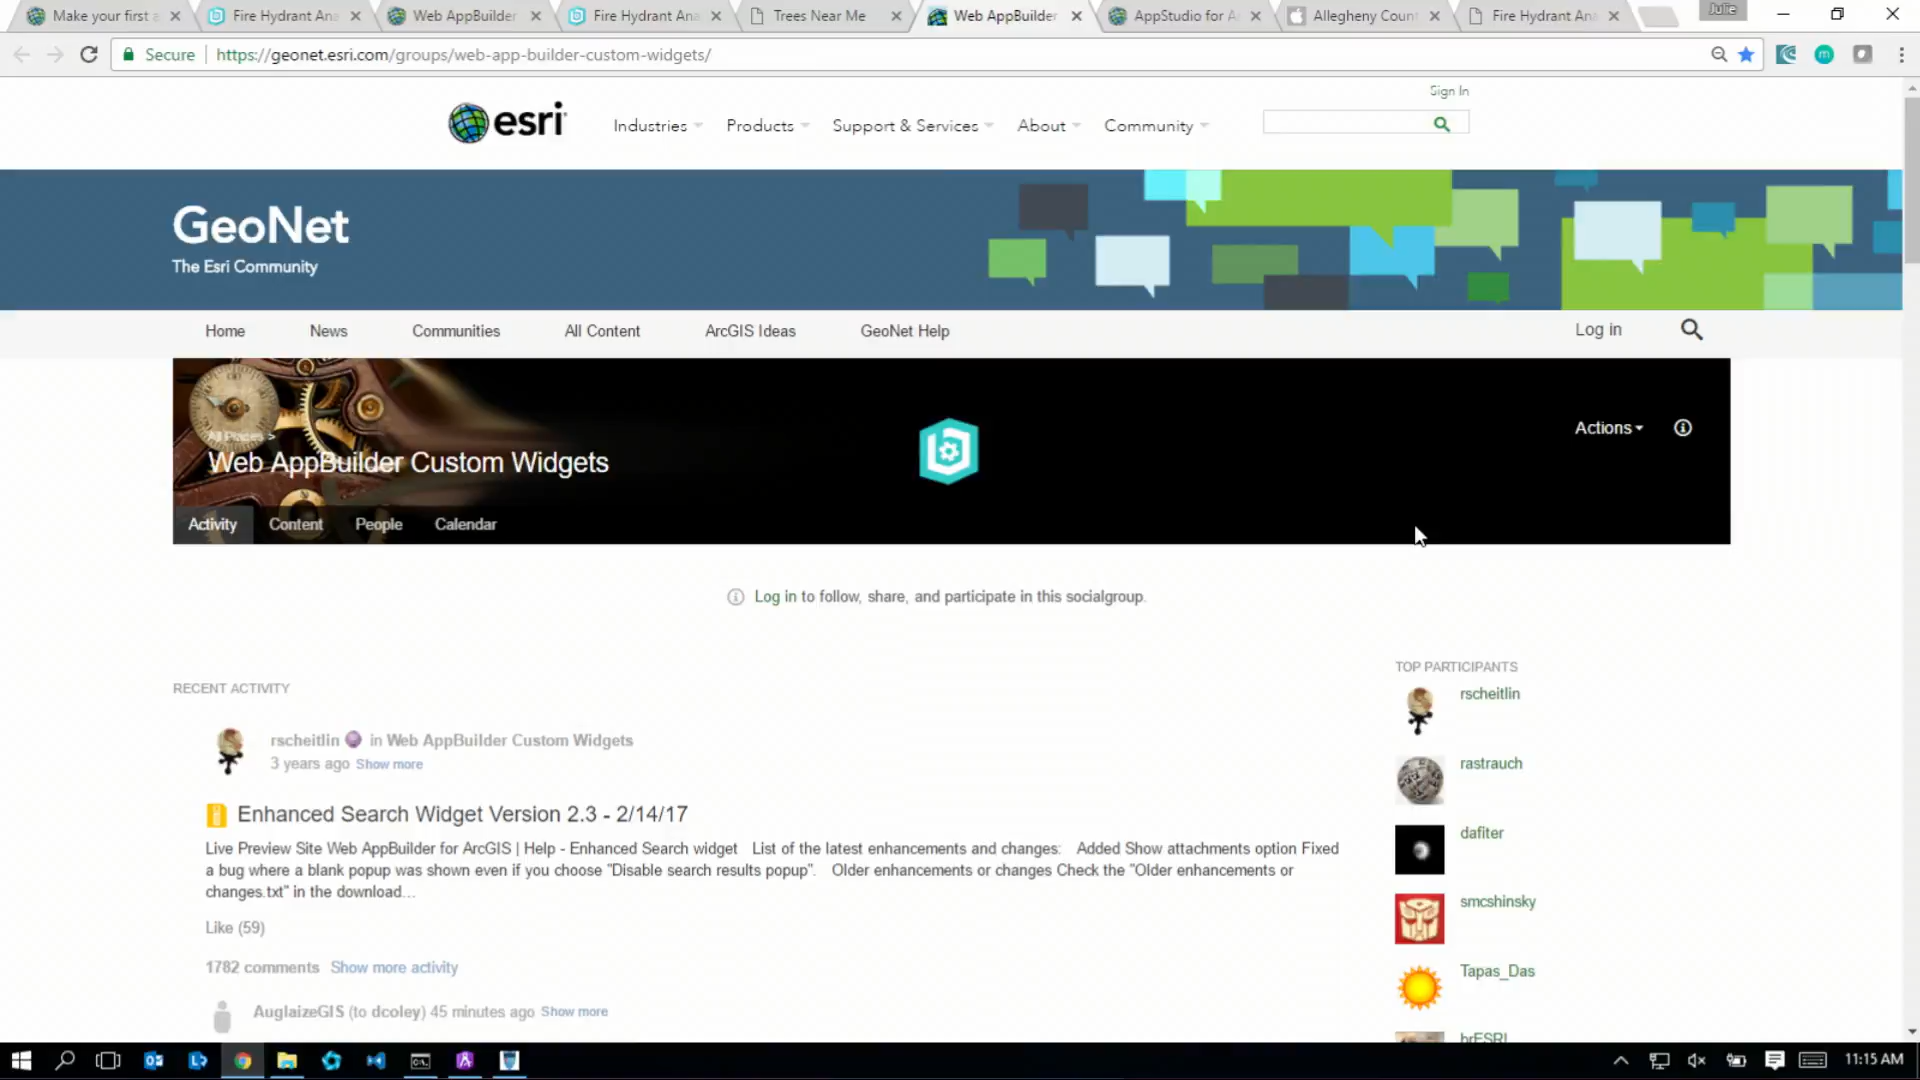 Make your first a
Fire Hydrant Ana
Web AppBuilder
Fire Hydrant Ana
Trees Near Me
Web AppBuilder
AppStudio for A
Allegheny Count
Fire Hydrant Ana
Julie
Secure
https://geonet.esri.com/groups/web-app-builder-custom-widgets/
Sign In
esri
Industries
Products
Support & Services
About
Community
GeoNet
The Esri Community
Home
News
Communities
All Content
ArcGIS Ideas
GeoNet Help
Log in
All Places >
Web AppBuilder Custom Widgets
Actions
Activity
Content
People
Calendar
Log in to follow, share, and participate in this socialgroup.
RECENT ACTIVITY
TOP PARTICIPANTS
rscheitlin in Web AppBuilder Custom Widgets
3 years ago Show more
Enhanced Search Widget Version 2.3 - 2/14/17
Live Preview Site Web AppBuilder for ArcGIS | Help - Enhanced Search widget List of the latest enhancements and changes: Added Show attachments option Fixed
a bug where a blank popup was shown even if you choose "Disable search results popup". Older enhancements or changes Check the "Older enhancements or
changes.txt" in the download…
Like (59)
1782 comments Show more activity
AuglaizeGIS (to dcoley) 45 minutes ago Show more
rscheitlin
rastrauch
dafiter
smcshinsky
Tapas_Das
11:15 AM